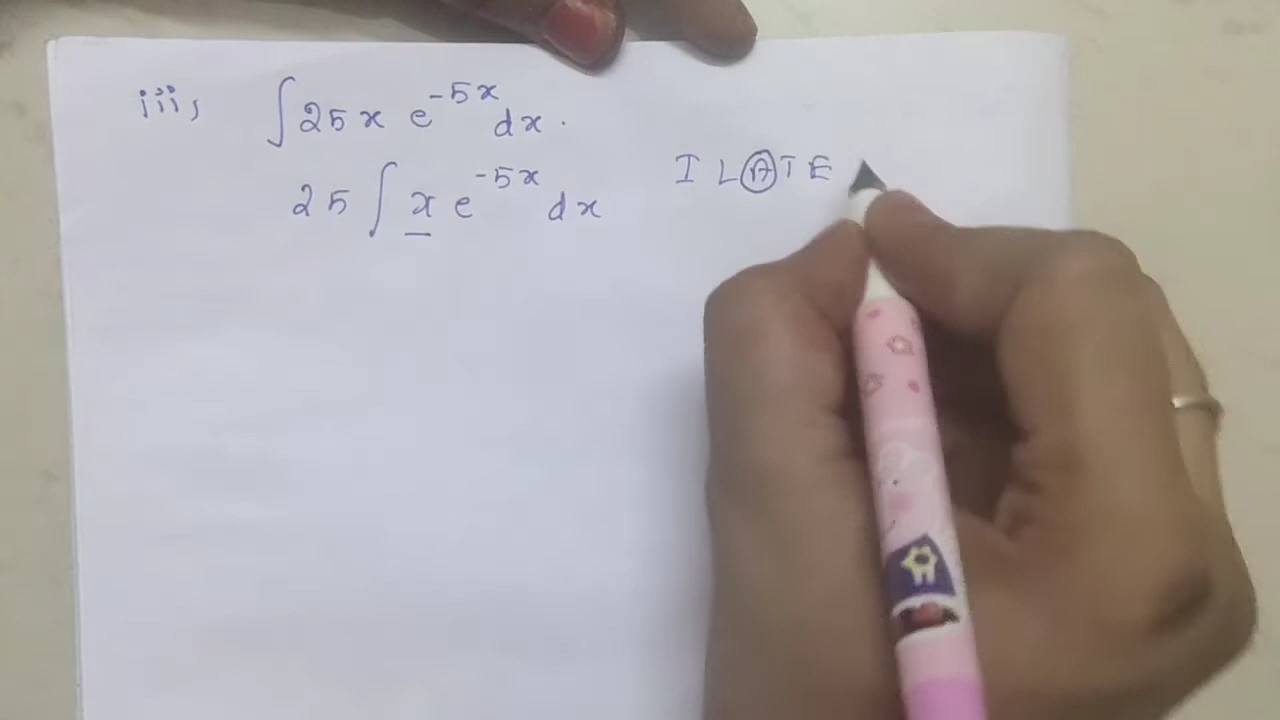 iii, ∫25x e^{-5x} dx.
25 ∫ x e^{-5x} dx
I L A T E